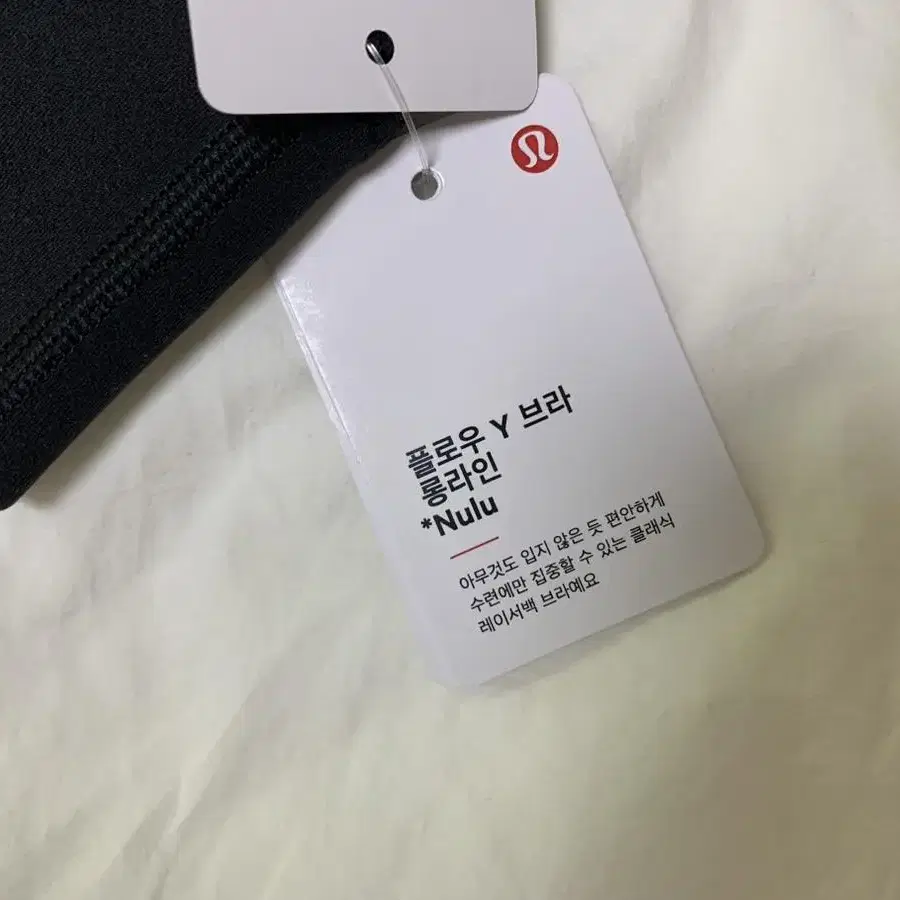 플로우 Y 브라
롱라인
*Nulu
아무것도 입지 않은 듯 편안하게
수련에만 집중할 수 있는 클래식
레이서백 브라예요